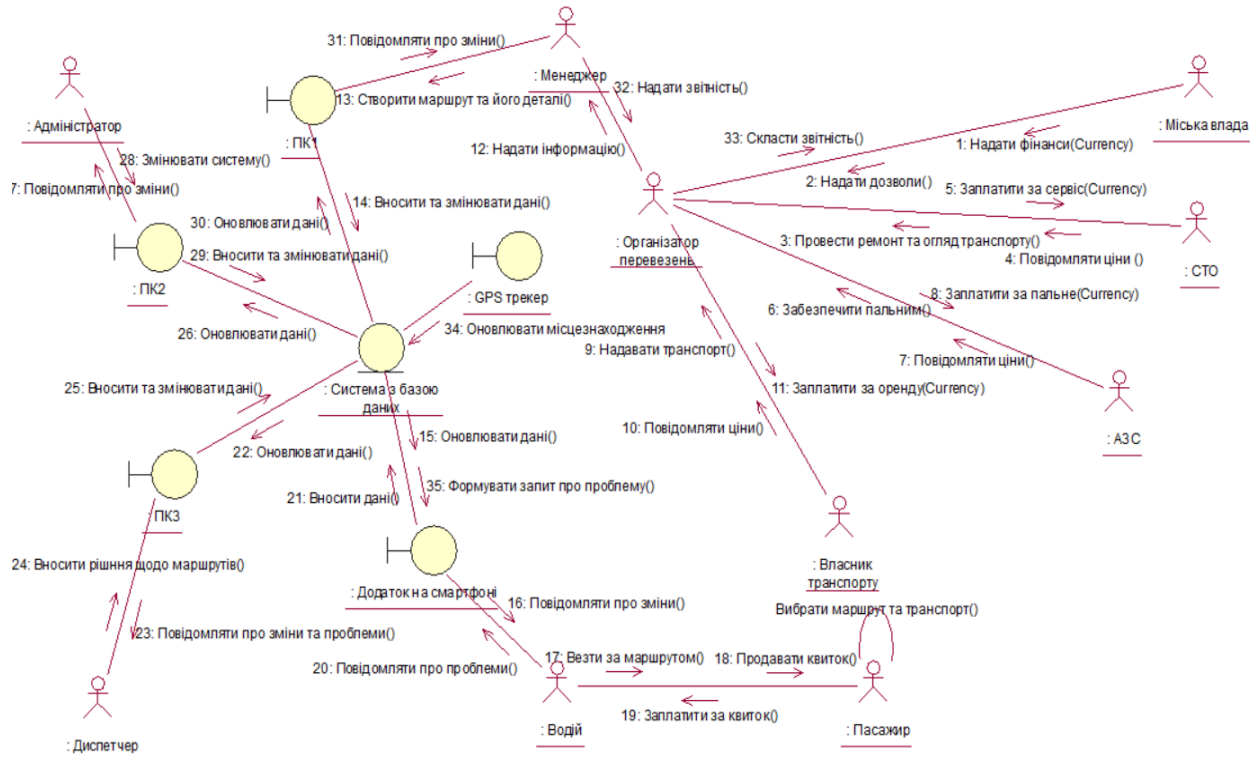 31: Повідомляти про зміни()
: Менеджер
32: Надати звітність()
13: Створити маршрут та його деталі()
: Адміністратор
: ПК1
12: Надати інформацію()
33: Скласти звітність()
: Міська влада
1: Надати фінанси(Currency)
28: Змінювати систему()
7: Повідомляти про зміни()
2: Надати дозволи()
5: Заплатити за сервіс(Currency)
14: Вносити та змінювати дані()
30: Оновлювати дані()
29: Вносити та змінювати дані()
: Організатор
перевезень
3: Провести ремонт та огляд транспорту()
4: Повідомляти ціни ()
: СТО
: ПК2
: GPS трекер
8: Заплатити за пальне(Currency)
6: Забезпечити пальним()
26: Оновлювати дані()
34: Оновлювати місцезнаходження
9: Надавати транспорт()
7: Повідомляти ціни()
25: Вносити та змінювати дані()
: Система з базою
даних
11: Заплатити за оренду(Currency)
10: Повідомляти ціни()
: АЗС
15: Оновлювати дані()
22: Оновлювати дані()
35: Формувати запит про проблему()
21: Вносити дані()
: ПК3
24: Вносити рішння щодо маршрутів()
: Власник
транспорту
: Додаток на смартфоні
16: Повідомляти про зміни()
Вибрати маршрут та транспорт()
23: Повідомляти про зміни та проблеми()
17: Везти за маршрутом()
18: Продавати квиток()
20: Повідомляти про проблеми()
19: Заплатити за квиток()
: Водій
: Пасажир
: Диспетчер